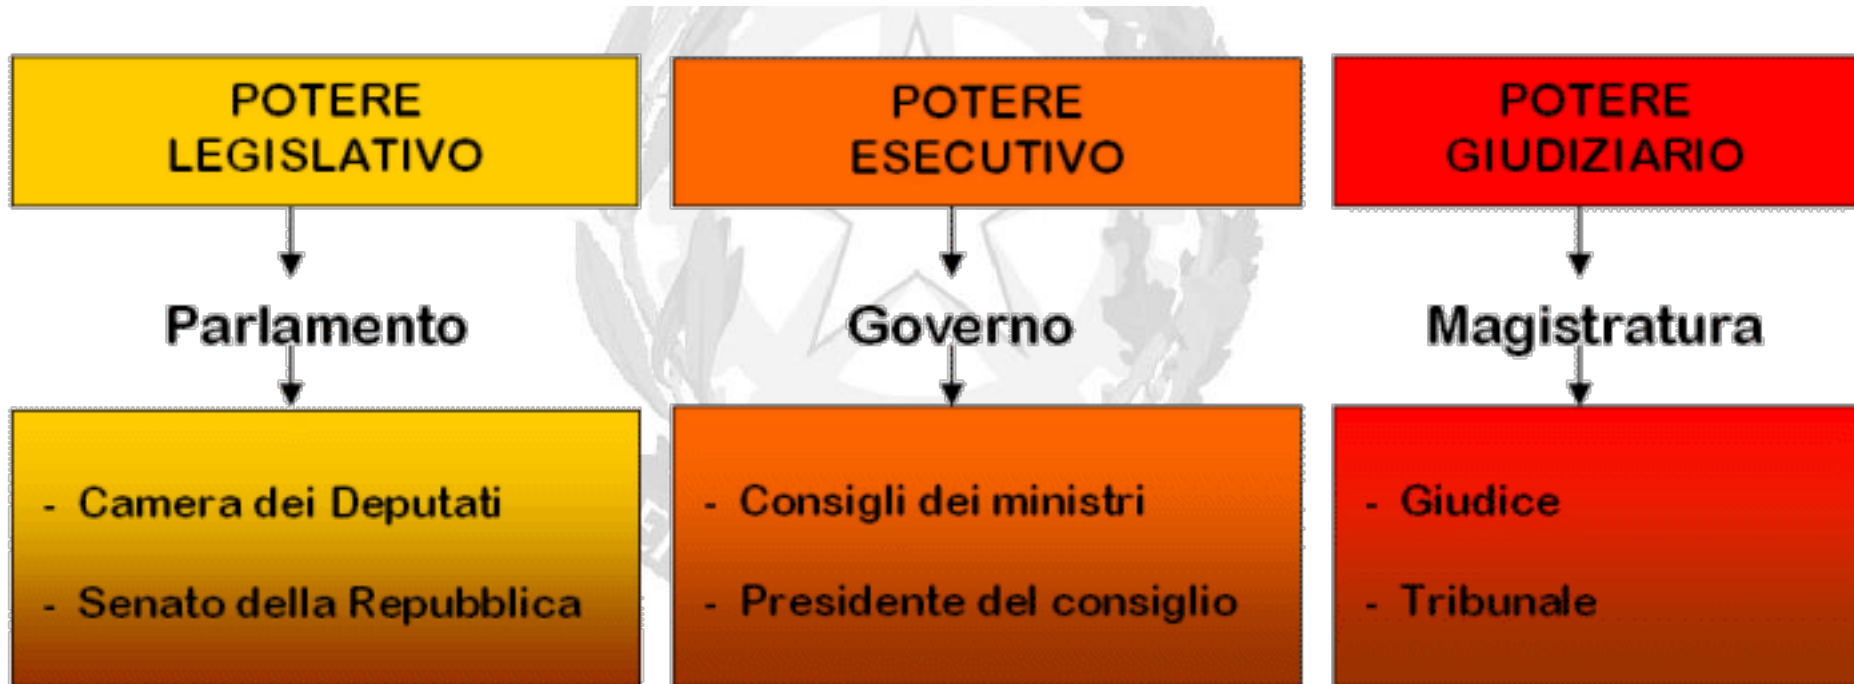 POTERE
LEGISLATIVO
Parlamento
- Camera dei Deputati
- Senato della Repubblica
POTERE
ESECUTIVO
Governo
- Consigli dei ministri
- Presidente del consiglio
POTERE
GIUDIZIARIO
Magistratura
- Giudice
- Tribunale